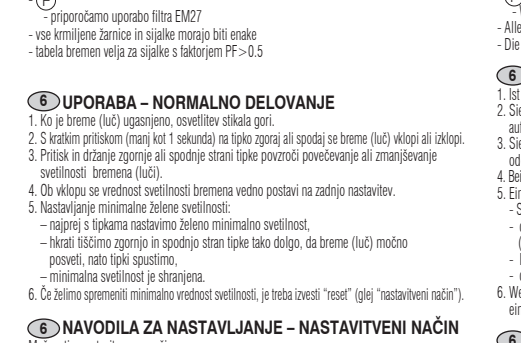 - F
- priporočamo uporabo filtra EM27
- vse krmiljene žarnice in sijalke morajo biti enake
- tabela bremen velja za sijalke s faktorjem PF>0.5
6 UPORABA – NORMALNO DELOVANJE
1. Ko je breme (luč) ugasnjeno, osvetlitev stikala gori.
2. S kratkim pritiskom (manj kot 1 sekunda) na tipko zgoraj ali spodaj se breme (luč) vklopi ali izklopi.
3. Pritisk in držanje zgornje ali spodnje strani tipke povzroči povečevanje ali zmanjševanje
svetilnosti bremena (luči).
4. Ob vklopu se vrednost svetilnosti bremena vedno postavi na zadnjo nastavitev.
5. Nastavljanje minimalne želene svetilnosti:
– najprej s tipkama nastavimo želeno minimalno svetilnost,
– hkrati tiščimo zgornjo in spodnjo stran tipke tako dolgo, da breme (luč) močno
posveti, nato tipki spustimo,
– minimalna svetilnost je shranjena.
6. Če želimo spremeniti minimalno vrednost svetilnosti, je treba izvesti “reset” (glej “nastavitveni način”).
6 NAVODILA ZA NASTAVLJANJE – NASTAVITVENI NAČIN
- Alle
- Die
6
1. Ist
2. Sie
3. Sie
4. Bei
5. Ein
6. We
6